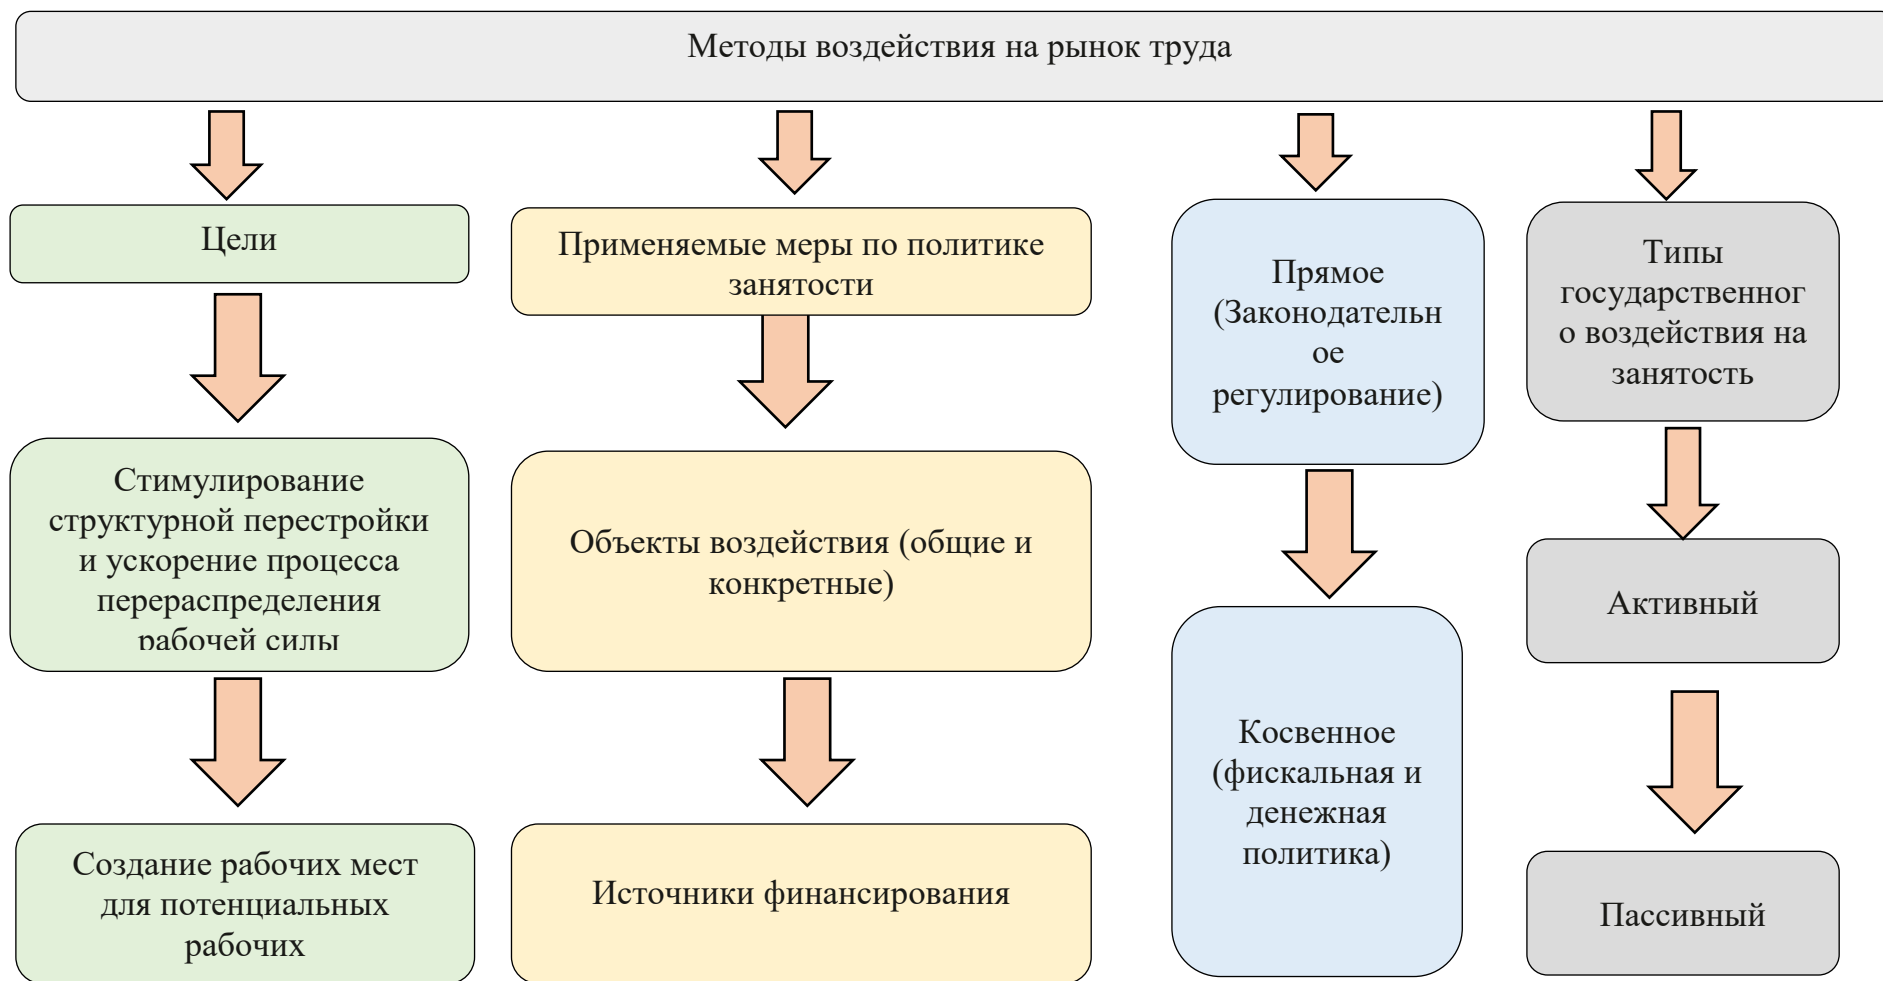 Методы воздействия на рынок труда
Цели
Стимулирование
структурной перестройки
и ускорение процесса
перераспределения
рабочей силы
Создание рабочих мест
для потенциальных
рабочих
Применяемые меры по политике
занятости
Объекты воздействия (общие и
конкретные)
Источники финансирования
Прямое
(Законодательн
ое
регулирование)
Косвенное
(фискальная и
денежная
политика)
Типы
государственног
о воздействия на
занятость
Активный
Пассивный